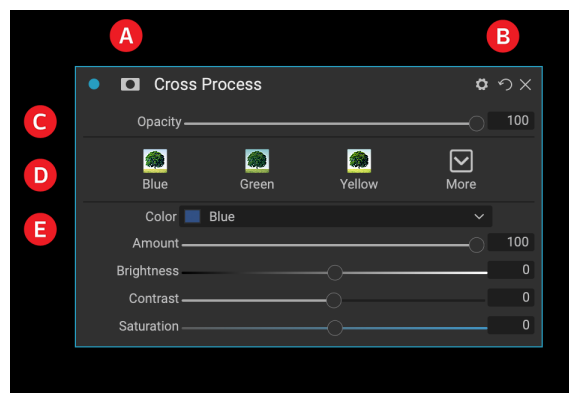 A
B
Cross Process
C
Opacity 100
D
Blue Green Yellow More
E
Color Blue
Amount 100
Brightness 0
Contrast 0
Saturation 0